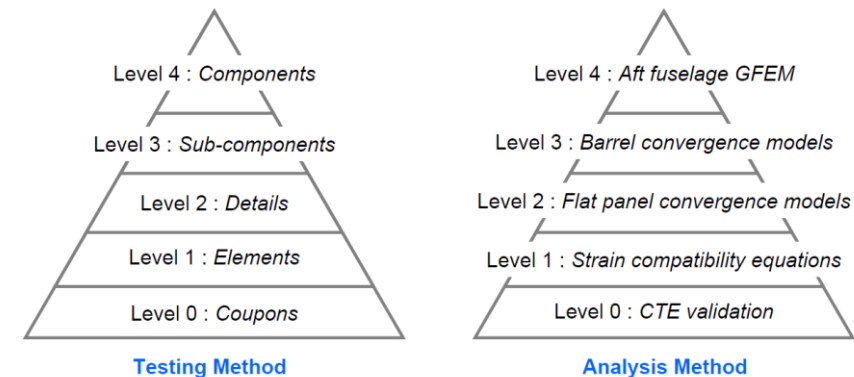 Level 4 : Components
Level 3 : Sub-components
Level 2 : Details
Level 1 : Elements
Level 0 : Coupons
Testing Method
Level 4 : Aft fuselage GFEM
Level 3 : Barrel convergence models
Level 2 : Flat panel convergence models
Level 1 : Strain compatibility equations
Level 0 : CTE validation
Analysis Method